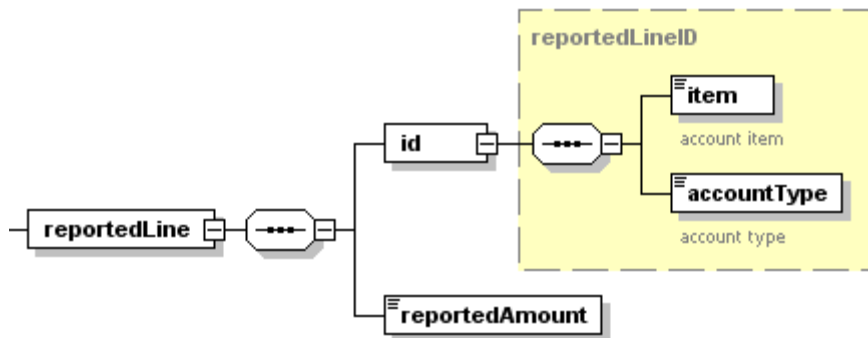 reportedLineID
item
account item
id
accountType
account type
reportedLine
reportedAmount